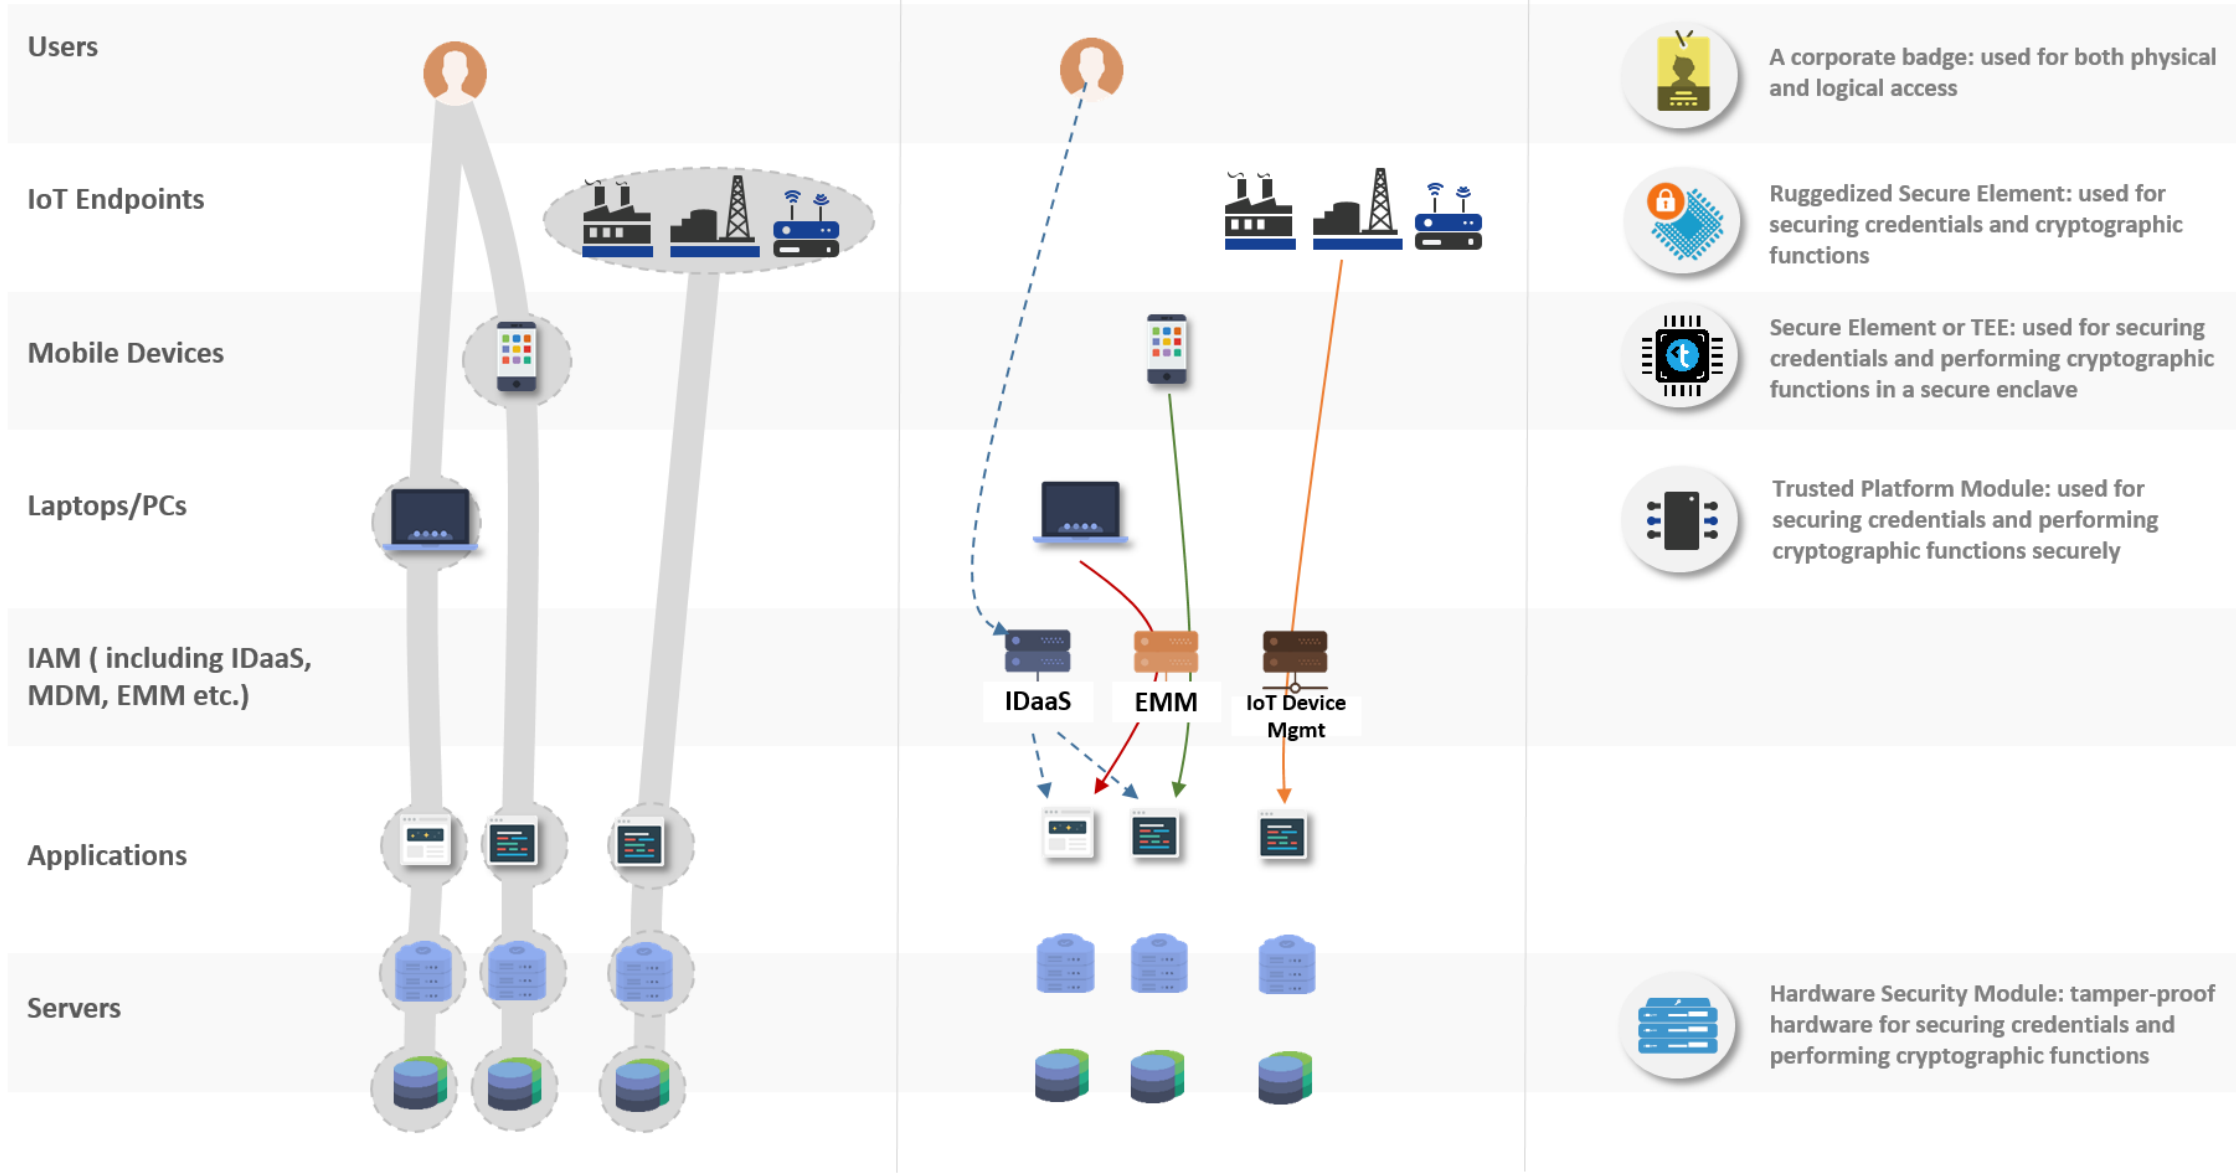 Users
A corporate badge: used for both physical
and logical access
IoT Endpoints
Ruggedized Secure Element: used for
securing credentials and cryptographic
functions
Mobile Devices
Secure Element or TEE: used for securing
credentials and performing cryptographic
functions in a secure enclave
Laptops/PCs
Trusted Platform Module: used for
securing credentials and performing
cryptographic functions securely
IAM ( including IDaaS,
MDM, EMM etc.)
IDaaS
EMM
IoT Device
Mgmt
Applications
Servers
Hardware Security Module: tamper-proof
hardware for securing credentials and
performing cryptographic functions